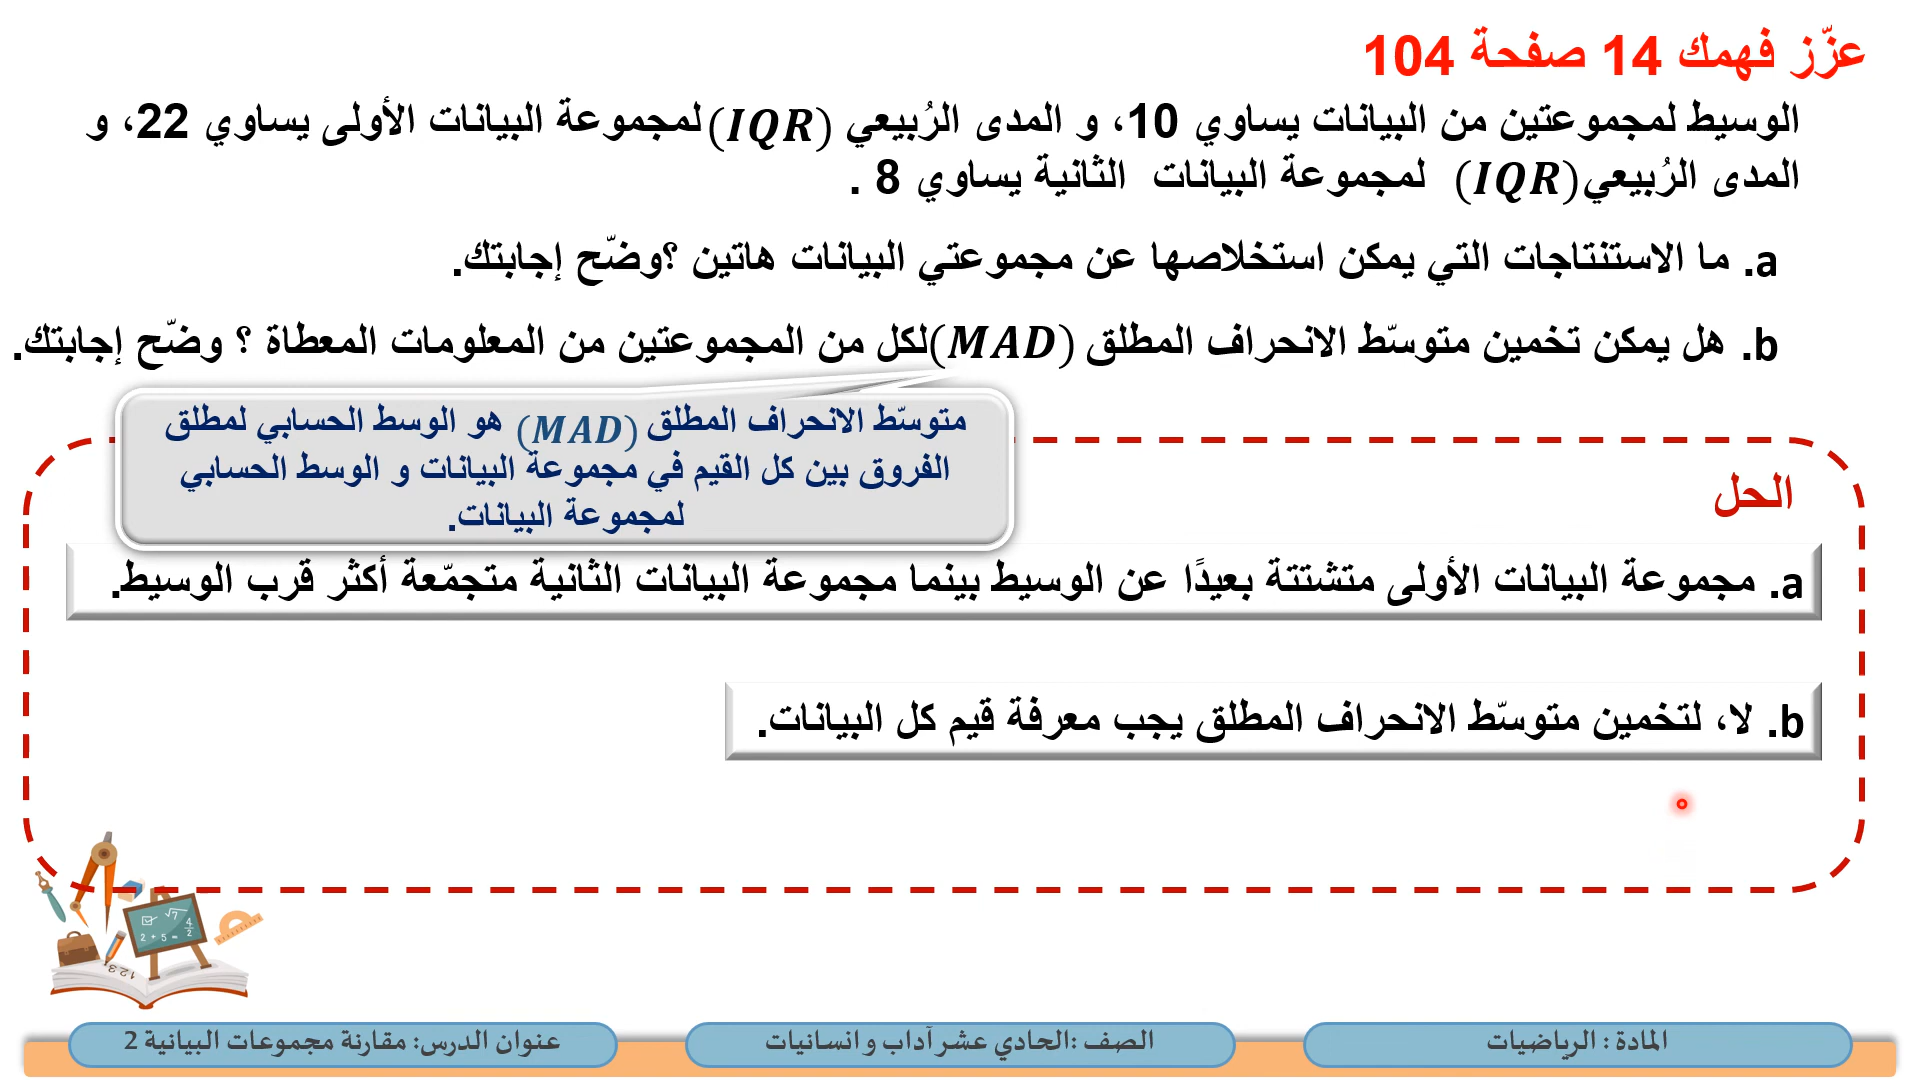 عزّز فهمك 14 صفحة 104
الوسيط لمجموعتين من البيانات يساوي 10، و المدى الرُبيعي (IQR) لمجموعة البيانات الأولى يساوي 22، و
المدى الرُبيعي(IQR) لمجموعة البيانات الثانية يساوي 8 .
a. ما الاستنتاجات التي يمكن استخلاصها عن مجموعتي البيانات هاتين ؟وضّح إجابتك.
b. هل يمكن تخمين متوسّط الانحراف المطلق (MAD)لكل من المجموعتين من المعلومات المعطاة ؟ وضّح إجابتك.
متوسّط الانحراف المطلق (MAD) هو الوسط الحسابي لمطلق
الفروق بين كل القيم في مجموعة البيانات و الوسط الحسابي
لمجموعة البيانات.
الحل
a. مجموعة البيانات الأولى متشتتة بعيدًا عن الوسيط بينما مجموعة البيانات الثانية متجمّعة أكثر قرب الوسيط.
b. لا، لتخمين متوسّط الانحراف المطلق يجب معرفة قيم كل البيانات.
√7
4/2
2 + 5 =
123
المادة : الرياضيات
الصف :الحادي عشر آداب و انسانيات
عنوان الدرس: مقارنة مجموعات البيانية 2